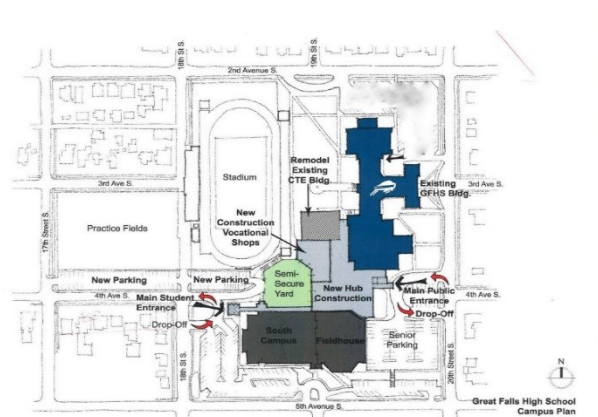 18th St S.
19th St S.
2nd Avenue S.
Remodel
Existing
CTE Bldg.
Stadium
Existing
GFHS Bldg.
3rd Ave S.
3rd Ave S.
17th Street S.
Practice Fields
New
Construction
Vocational
Shops
New Parking
New Parking
Semi-
Secure
Yard
New Hub
Construction
Main Public
Entrance
Drop-Off
4th Ave S.
4th Ave S.
Main Student
Entrance
Drop-Off
South
Campus
Fieldhouse
Senior
Parking
18th St S.
20th Street S.
5th Avenue S.
N
Great Falls High School
Campus Plan